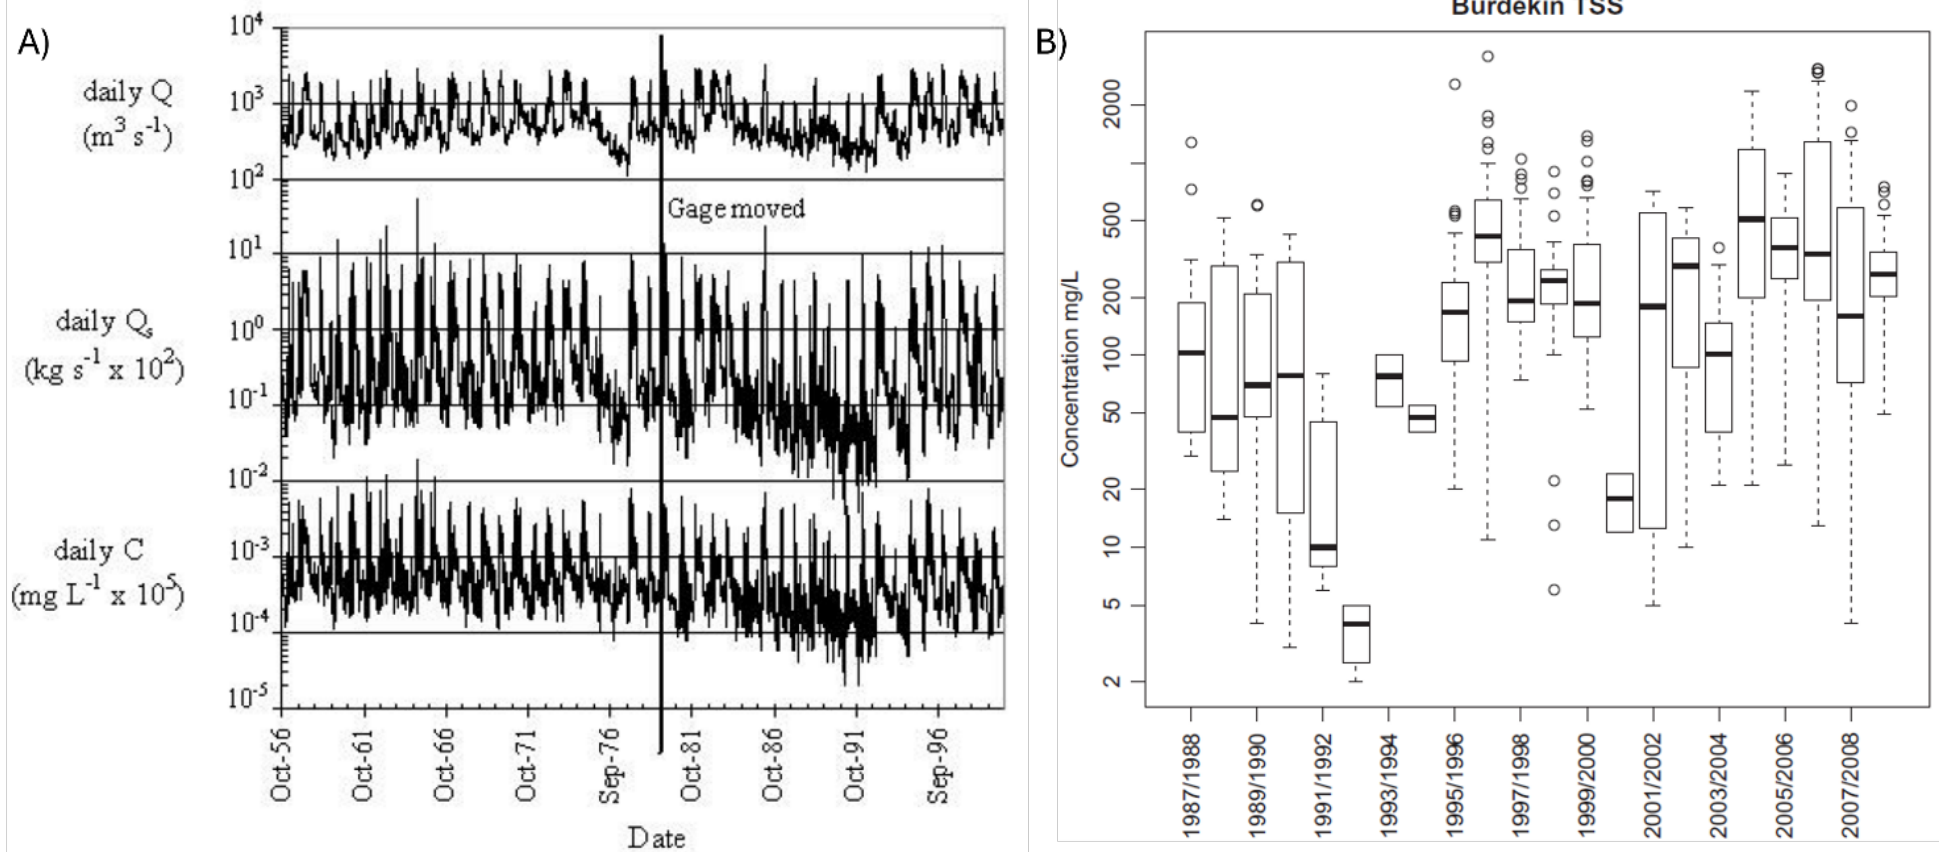 A)
daily Q
(m³ s⁻¹)
10⁴
10³
10²
Gage moved
daily Qₛ
(kg s⁻¹ x 10²)
10¹
10⁰
10⁻¹
10⁻²
daily C
(mg L⁻¹ x 10⁵)
10⁻³
10⁻⁴
10⁻⁵
Oct-56
Oct-61
Oct-66
Oct-71
Sep-76
Oct-81
Oct-86
Oct-91
Sep-96
Date
B)
Burdekin TSS
Concentration mg/L
2000
500
200
100
50
20
10
5
2
1987/1988
1989/1990
1991/1992
1993/1994
1995/1996
1997/1998
1999/2000
2001/2002
2003/2004
2005/2006
2007/2008